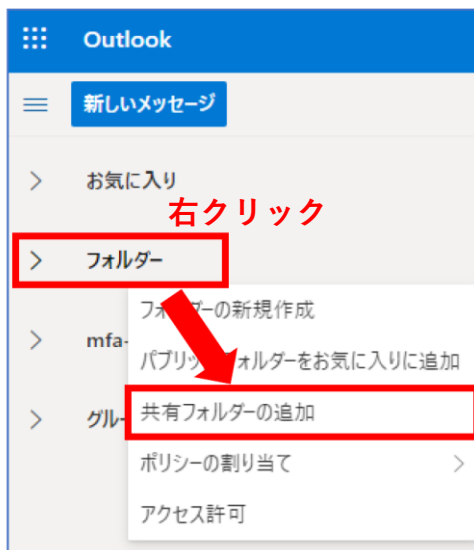 Outlook
新しいメッセージ
お気に入り
右クリック
フォルダー
フォ ダーの新規作成
mfa-
パブリッ ォルダーをお気に入りに追加
グルー
共有フォルダーの追加
ポリシーの割り当て
アクセス許可